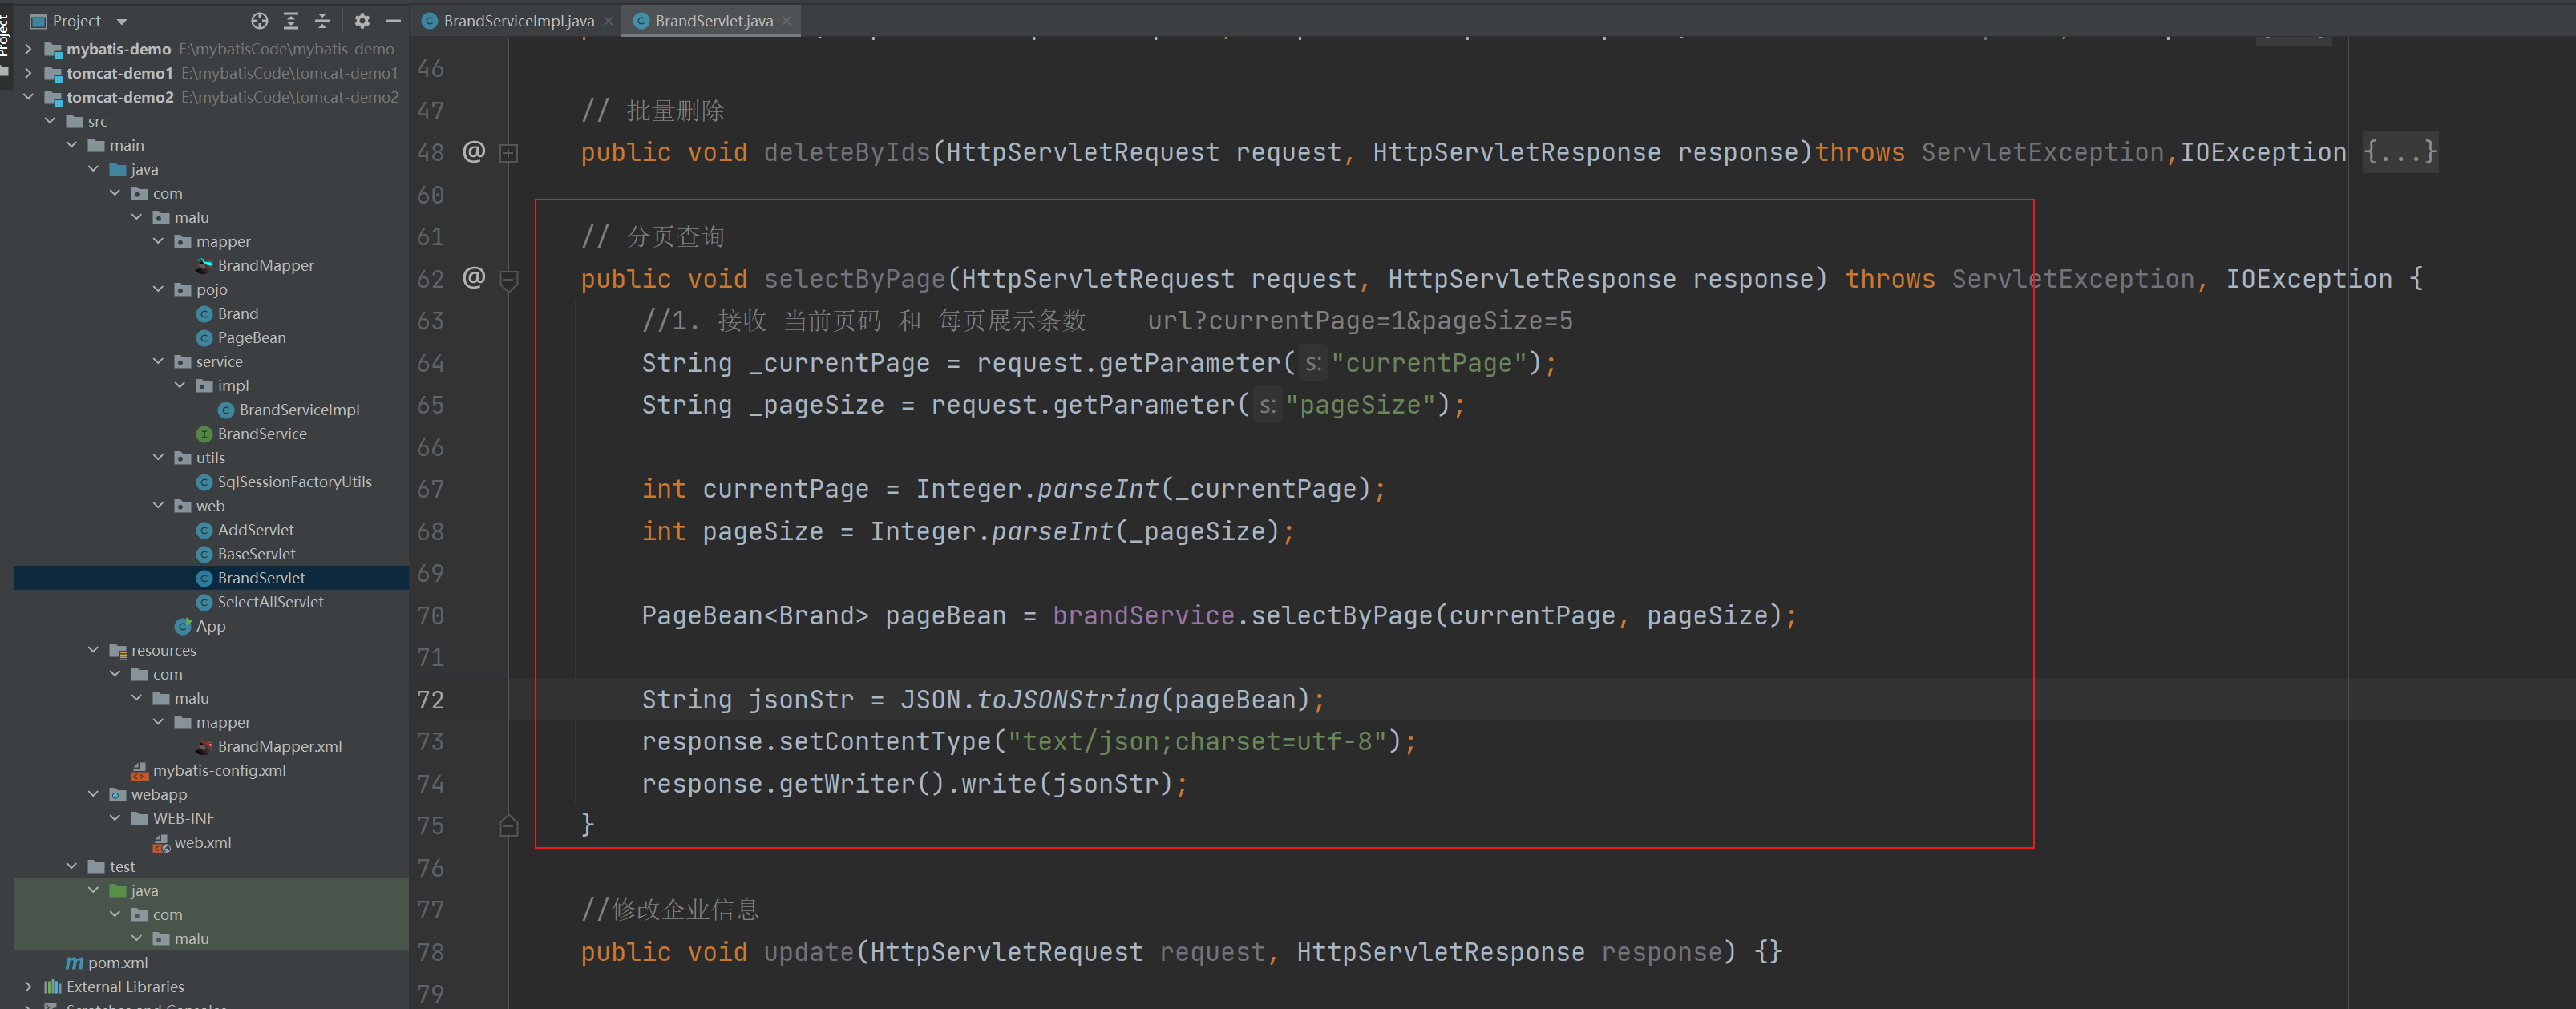 Project
Project
BrandServiceImpl.java
BrandServlet.java
mybatis-demo E:\mybatisCode\mybatis-demo
tomcat-demo1 E:\mybatisCode\tomcat-demo1
tomcat-demo2 E:\mybatisCode\tomcat-demo2
src
main
java
com
malu
mapper
BrandMapper
pojo
Brand
PageBean
service
impl
BrandServiceImpl
BrandService
utils
SqlSessionFactoryUtils
web
AddServlet
BaseServlet
BrandServlet
SelectAllServlet
App
resources
com
malu
mapper
BrandMapper.xml
mybatis-config.xml
webapp
WEB-INF
web.xml
test
java
com
malu
pom.xml
External Libraries
Scratches and Consoles
46
47 // 批量删除
48 @ public void deleteByIds(HttpServletRequest request, HttpServletResponse response)throws ServletException,IOException {...}
60
61 // 分页查询
62 @ public void selectByPage(HttpServletRequest request, HttpServletResponse response) throws ServletException, IOException {
63 //1. 接收 当前页码 和 每页展示条数 url?currentPage=1&pageSize=5
64 String _currentPage = request.getParameter( s: "currentPage");
65 String _pageSize = request.getParameter( s: "pageSize");
66
67 int currentPage = Integer.parseInt(_currentPage);
68 int pageSize = Integer.parseInt(_pageSize);
69
70 PageBean<Brand> pageBean = brandService.selectByPage(currentPage, pageSize);
71
72 String jsonStr = JSON.toJSONString(pageBean);
73 response.setContentType("text/json;charset=utf-8");
74 response.getWriter().write(jsonStr);
75 }
76
77 //修改企业信息
78 public void update(HttpServletRequest request, HttpServletResponse response) {}
79